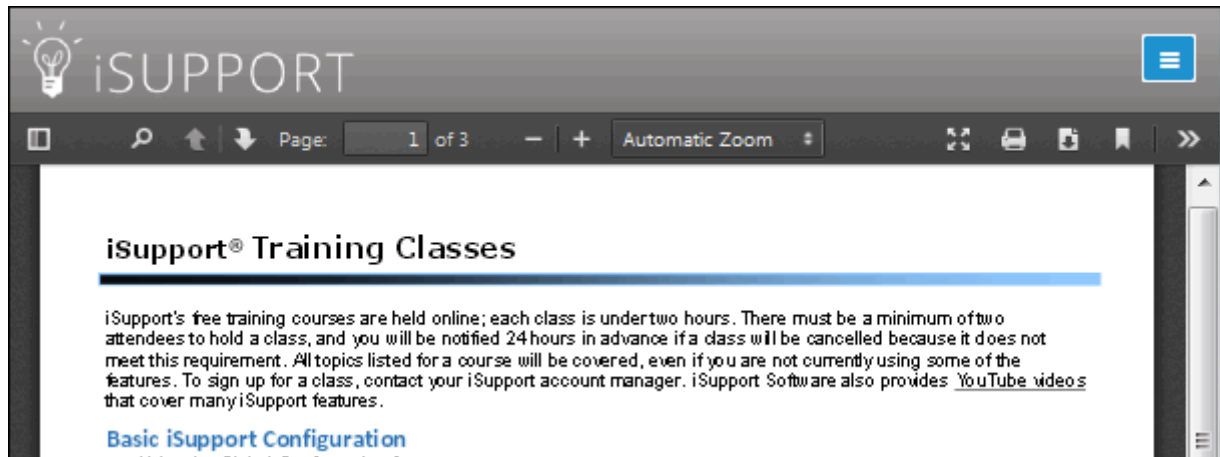 iSUPPORT
Page: 1 of 3 Automatic Zoom
iSupport® Training Classes
iSupport's free training courses are held online; each class is under two hours. There must be a minimum of two
attendees to hold a class, and you will be notified 24 hours in advance if a class will be cancelled because it does not
meet this requirement. All topics listed for a course will be covered, even if you are not currently using some of the
features. To sign up for a class, contact your iSupport account manager. iSupport Software also provides YouTube videos
that cover many iSupport features.
Basic iSupport Configuration